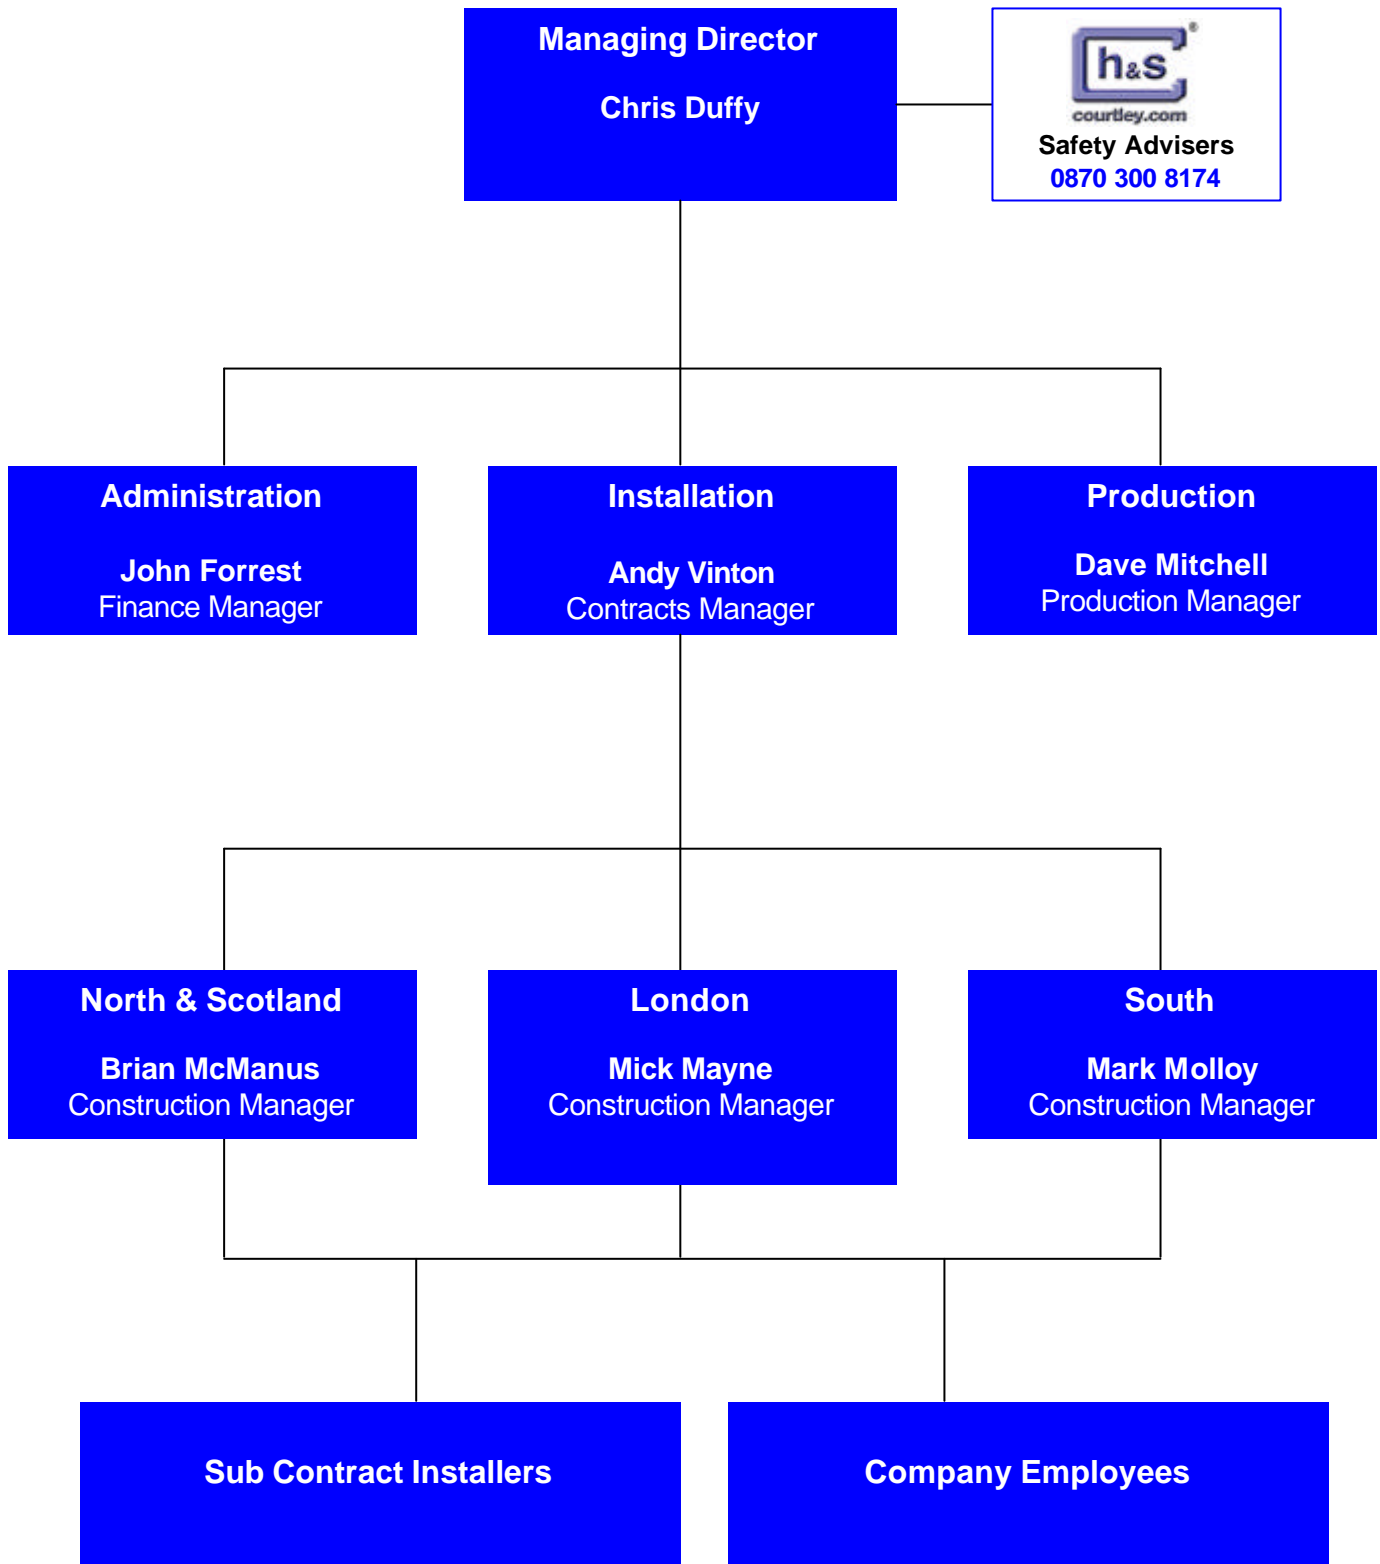 Managing Director
Chris Duffy
h&s
®
courtley.com
Safety Advisers
0870 300 8174
Administration
John Forrest
Finance Manager
Installation
Andy Vinton
Contracts Manager
Production
Dave Mitchell
Production Manager
North & Scotland
Brian McManus
Construction Manager
London
Mick Mayne
Construction Manager
South
Mark Molloy
Construction Manager
Sub Contract Installers
Company Employees